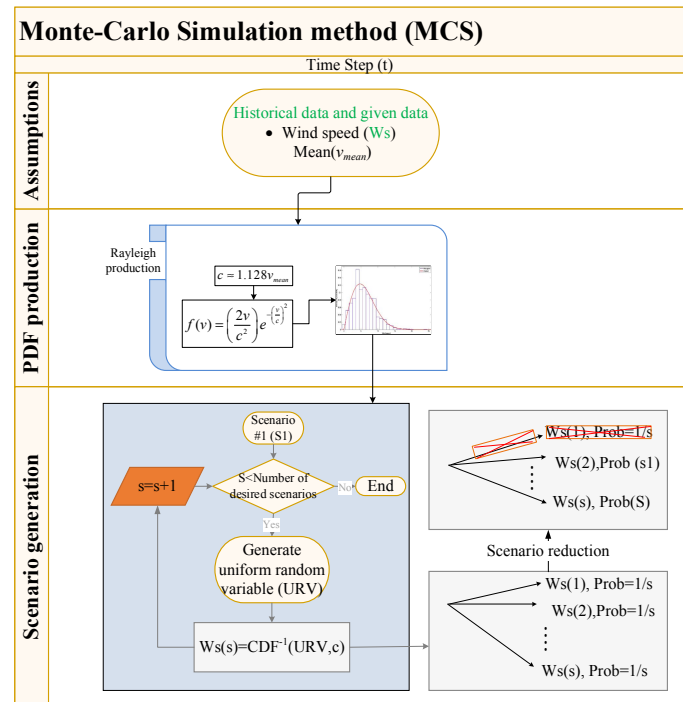 Monte-Carlo Simulation method (MCS)
Time Step (t)
Assumptions
Historical data and given data
• Wind speed (Ws)
Mean(v_mean)
PDF production
Rayleigh
production
c = 1.128v_mean
f(v) = (2v/c²) e^{-(v/c)²}
Scenario generation
Scenario
#1 (S1)
S<Number of
desired scenarios
No
End
s=s+1
Yes
Generate
uniform random
variable (URV)
Ws(s)=CDF⁻¹(URV,c)
Ws(1), Prob=1/s
Ws(2),Prob (s1)
⋮
Ws(s), Prob(S)
Scenario reduction
Ws(1), Prob=1/s
Ws(2),Prob=1/s
⋮
Ws(s), Prob=1/s